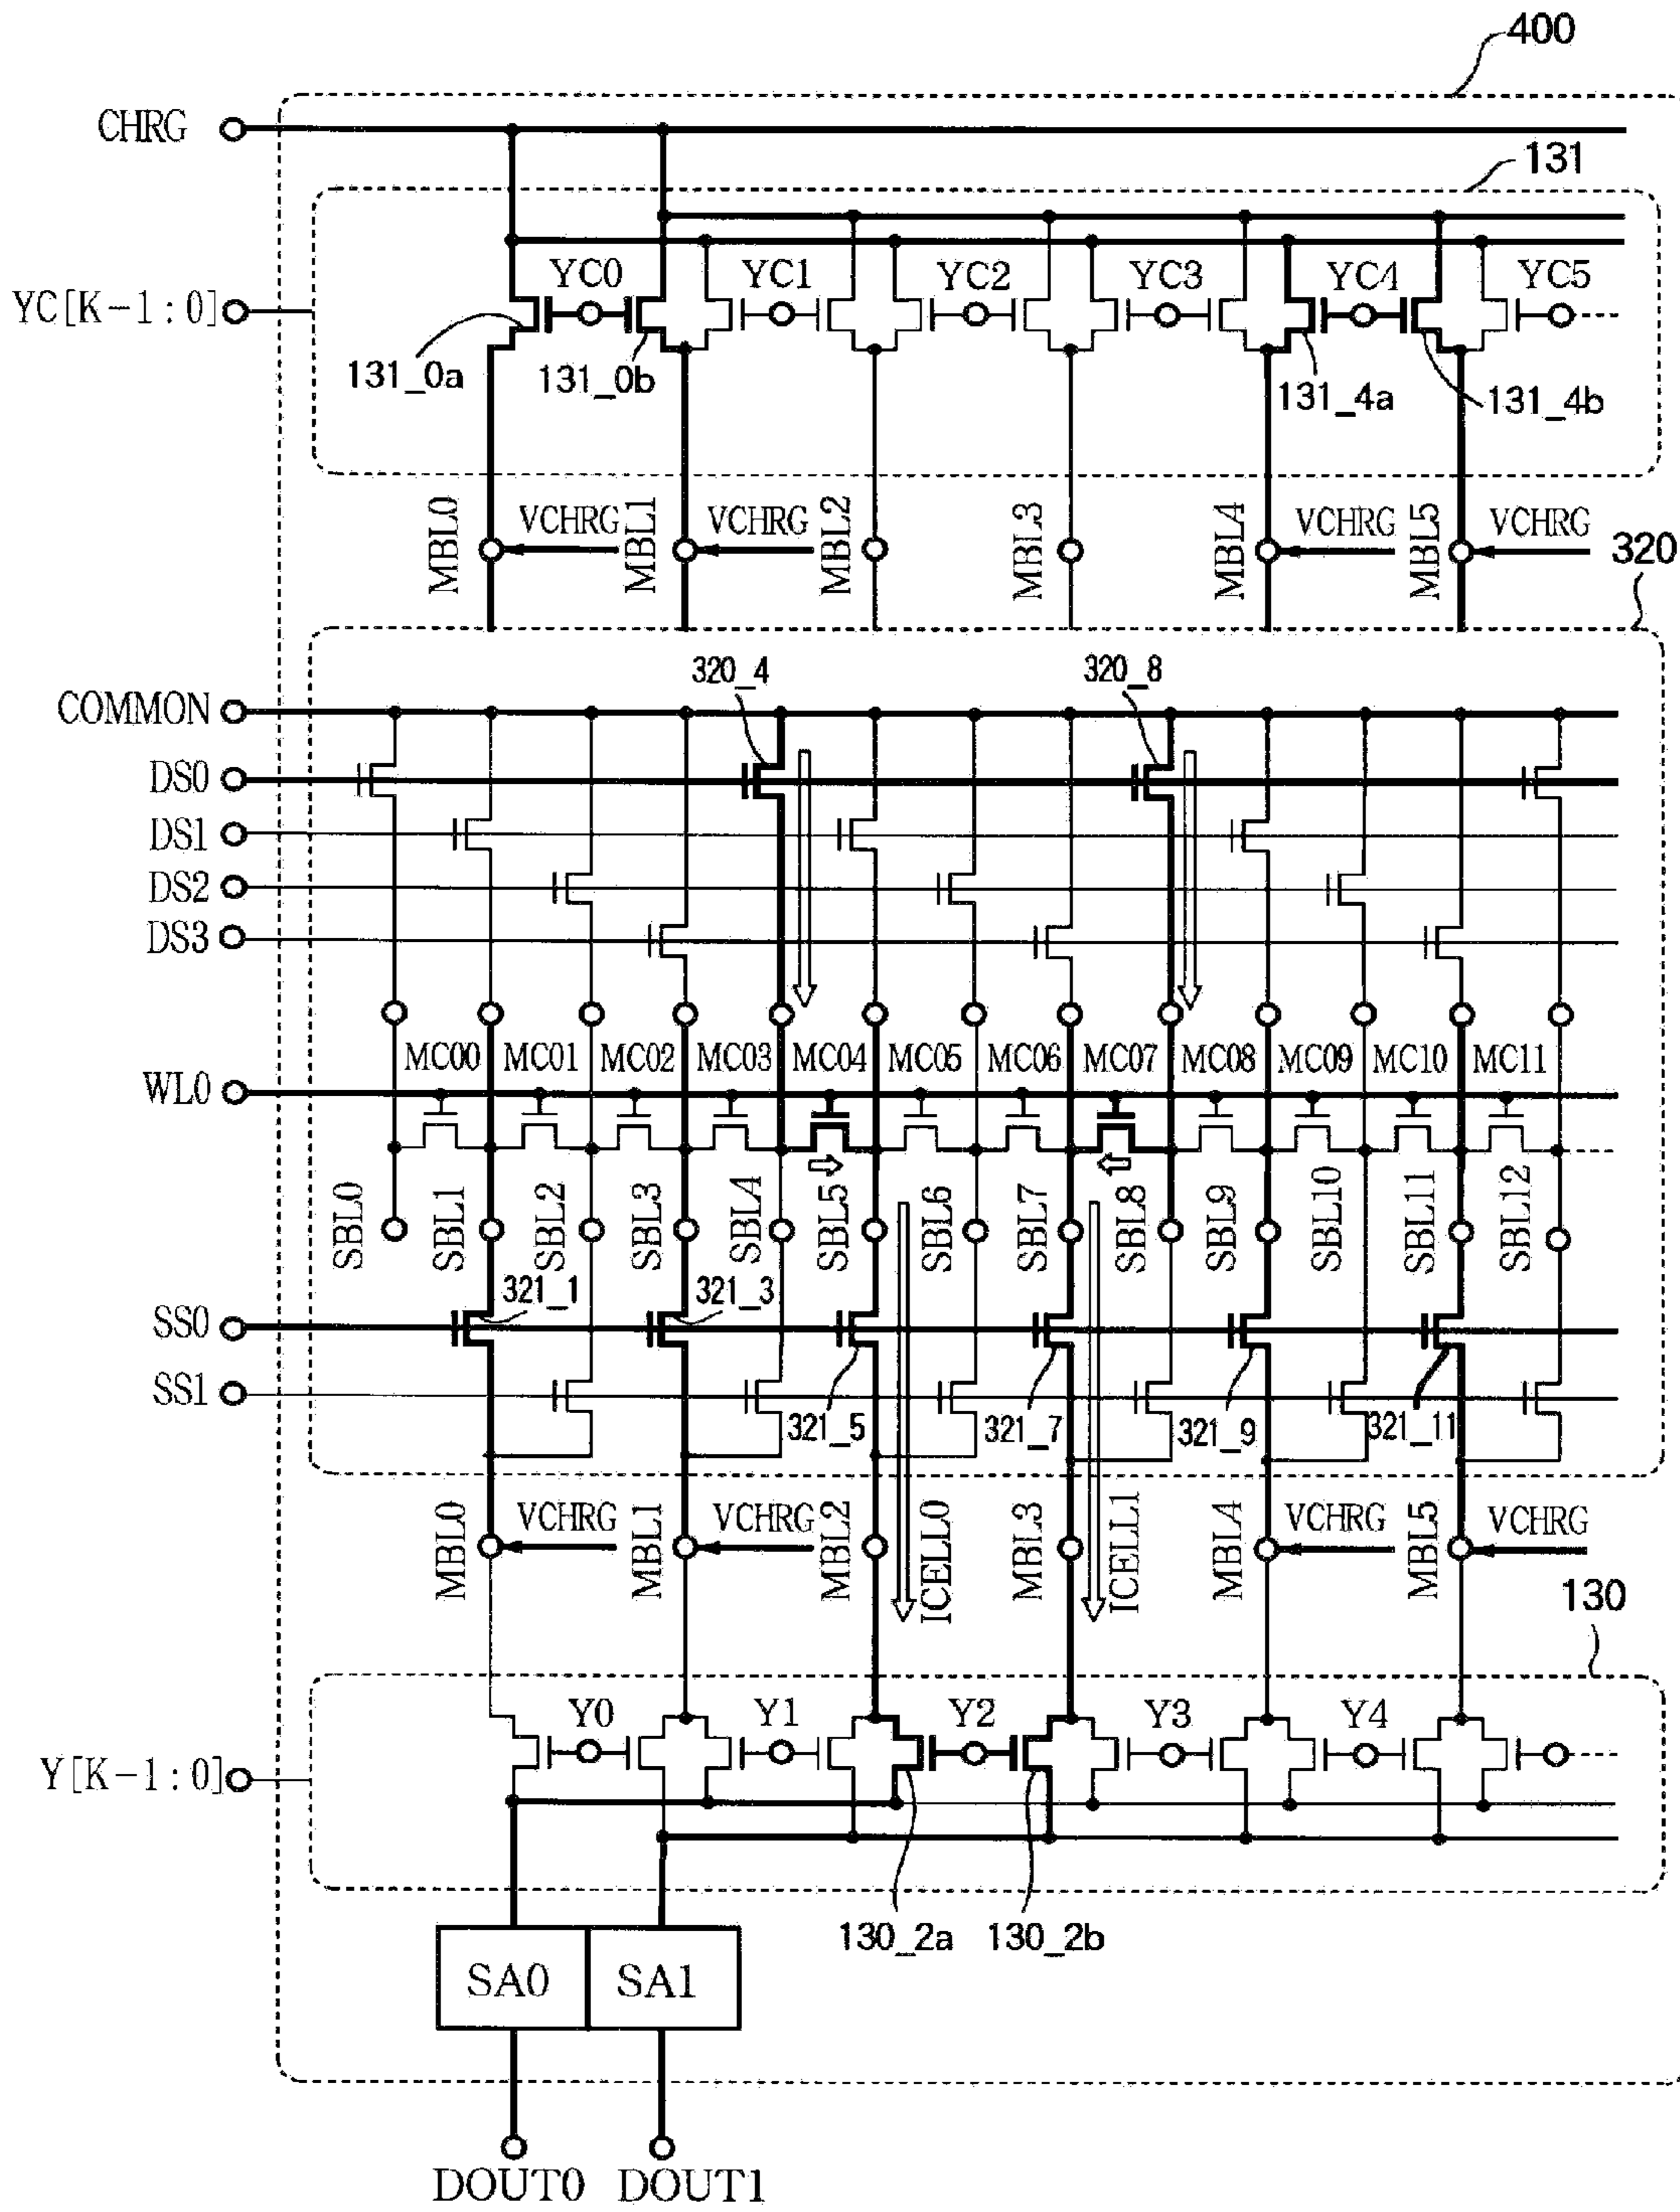 400
CHRG
131
YC0 YC1 YC2 YC3 YC4 YC5
YC[K-1:0]
131_0a 131_0b 131_4a 131_4b
MBL0 VCHRG MBL1 VCHRG MBL2 MBL3 MBL4 VCHRG MBL5 VCHRG
320
320_4 320_8
COMMON
DS0
DS1
DS2
DS3
MC00 MC01 MC02 MC03 MC04 MC05 MC06 MC07 MC08 MC09 MC10 MC11
WL0
SBL0 SBL1 SBL2 SBL3 SBL4 SBL5 SBL6 SBL7 SBL8 SBL9 SBL10 SBL11 SBL12
321_1 321_3
SS0
SS1
321_5 321_7 321_9 321_11
MBL0 VCHRG MBL1 VCHRG MBL2 ICELL0 MBL3 ICELL1 MBL4 VCHRG MBL5 VCHRG
130
Y0 Y1 Y2 Y3 Y4
Y[K-1:0]
130_2a 130_2b
SA0 SA1
DOUT0 DOUT1